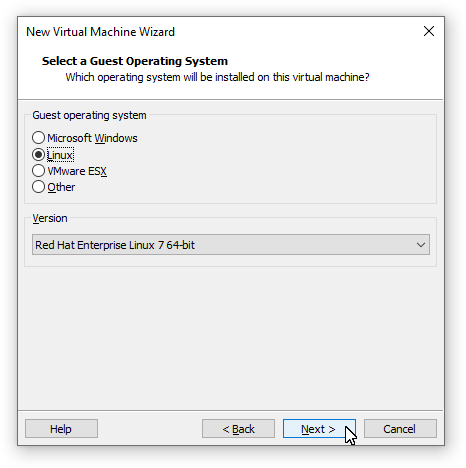 New Virtual Machine Wizard
Select a Guest Operating System
Which operating system will be installed on this virtual machine?
Guest operating system
Microsoft Windows
Linux
VMware ESX
Other
Version
Red Hat Enterprise Linux 7 64-bit
Help
< Back
Next >
Cancel